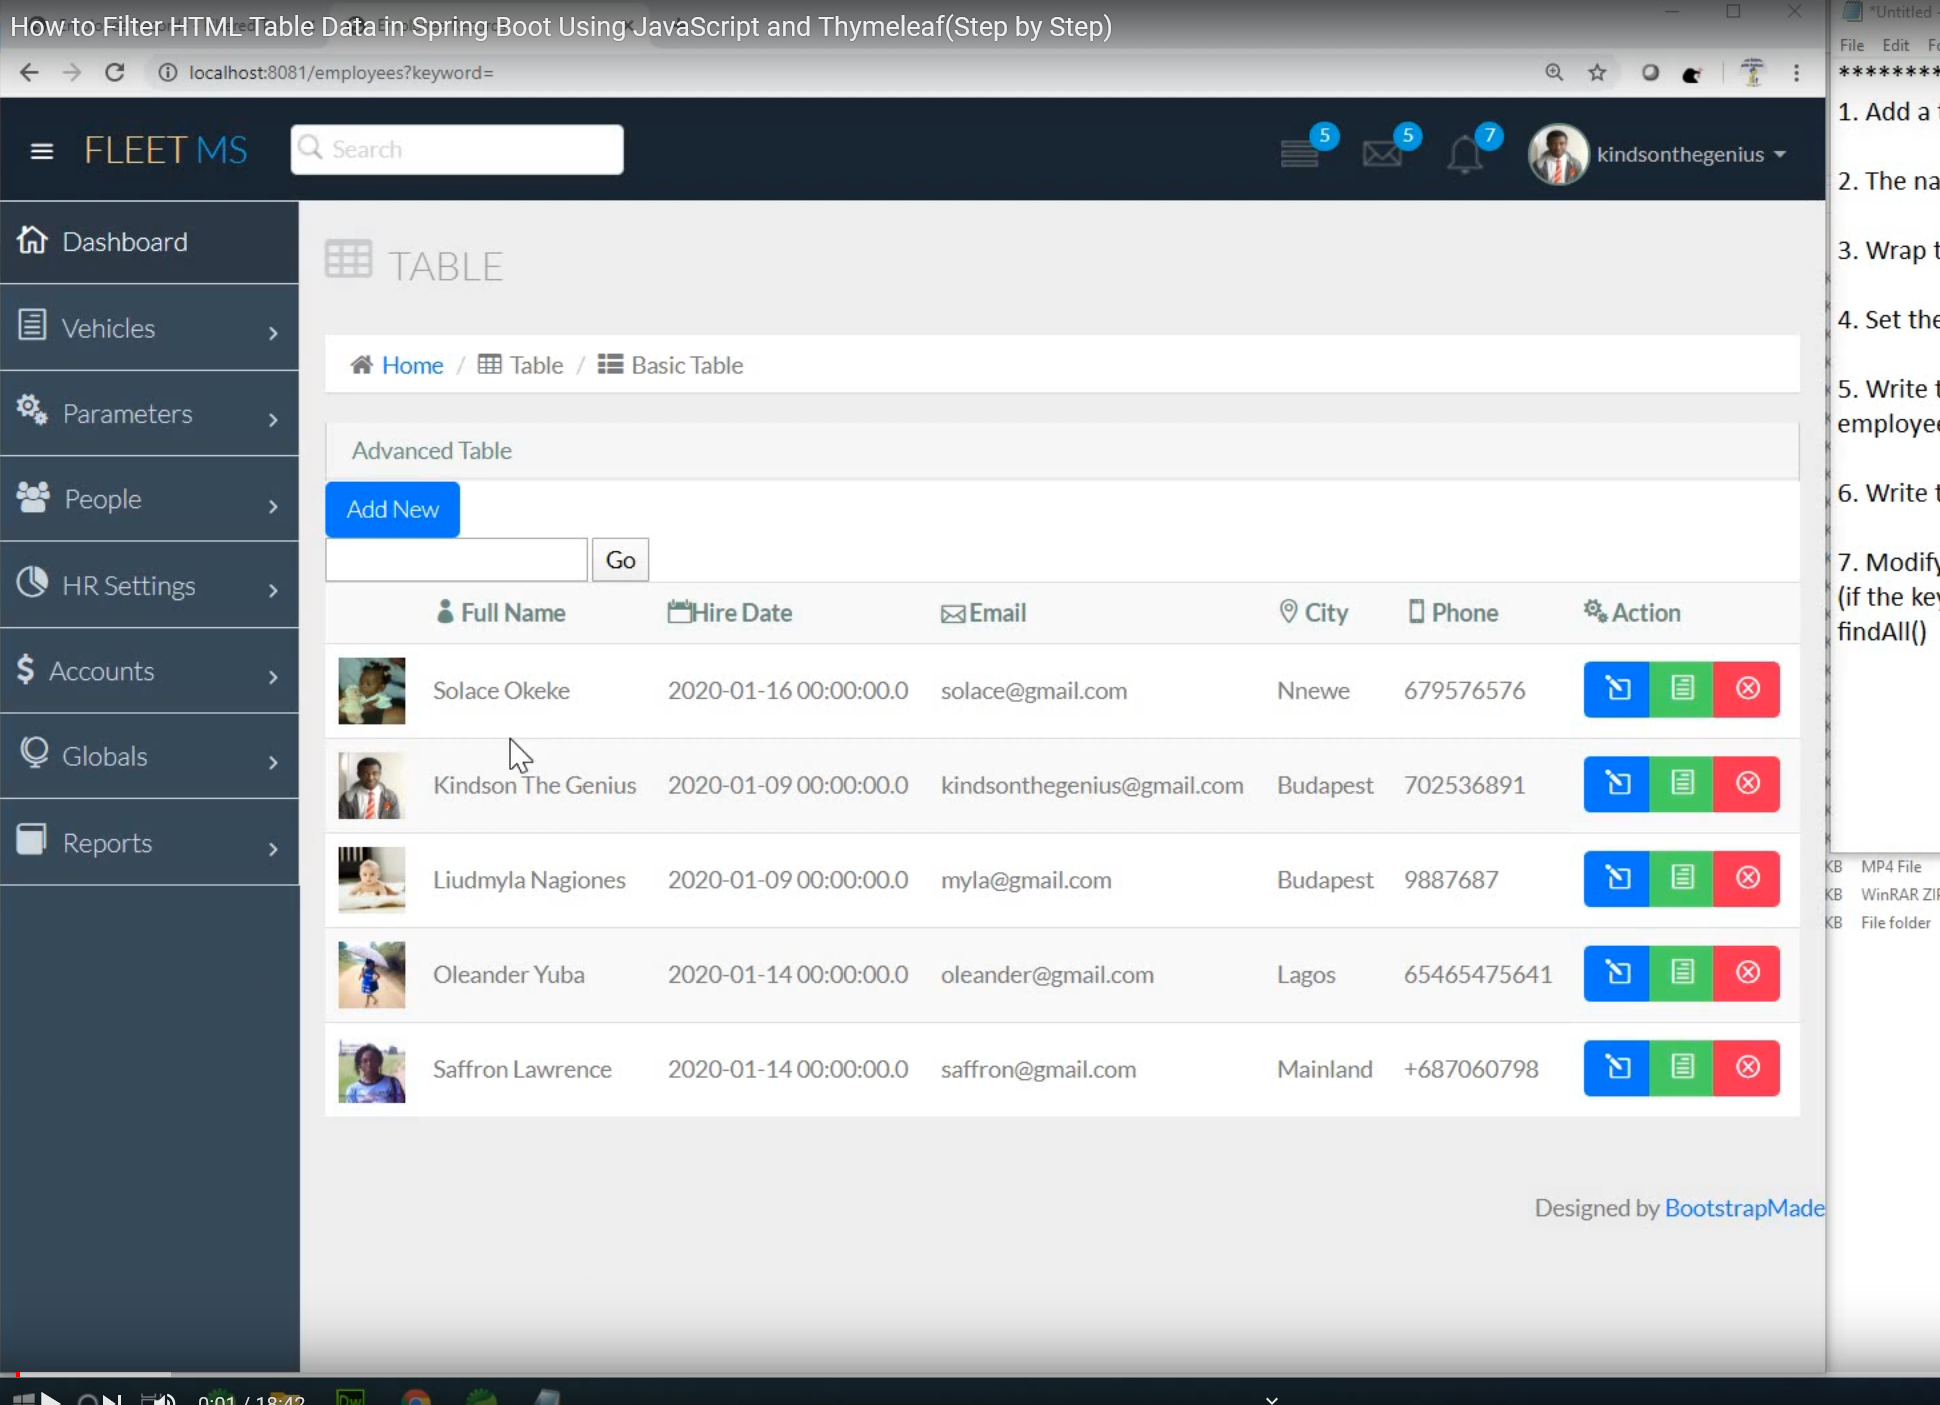 How to Filter HTML Table Data in Spring Boot Using JavaScript and Thymeleaf(Step by Step)
localhost:8081/employees?keyword=
FLEET MS
Search
5
5
7
kindsonthegenius
Dashboard
Vehicles
Parameters
People
HR Settings
Accounts
Globals
Reports
TABLE
Home / Table / Basic Table
Advanced Table
Add New
Go
Full Name Hire Date Email City Phone Action
Solace Okeke 2020-01-16 00:00:00.0 solace@gmail.com Nnewe 679576576
Kindson The Genius 2020-01-09 00:00:00.0 kindsonthegenius@gmail.com Budapest 702536891
Liudmyla Nagiones 2020-01-09 00:00:00.0 myla@gmail.com Budapest 9887687
Oleander Yuba 2020-01-14 00:00:00.0 oleander@gmail.com Lagos 65465475641
Saffron Lawrence 2020-01-14 00:00:00.0 saffron@gmail.com Mainland +687060798
Designed by BootstrapMade
*Untitled -
File Edit
********
1. Add a
2. The na
3. Wrap t
4. Set the
5. Write t
employee
6. Write t
7. Modify
(if the key
findAll()
KB MP4 File
KB WinRAR ZIP
KB File folder
0:01 / 18:42
Dw